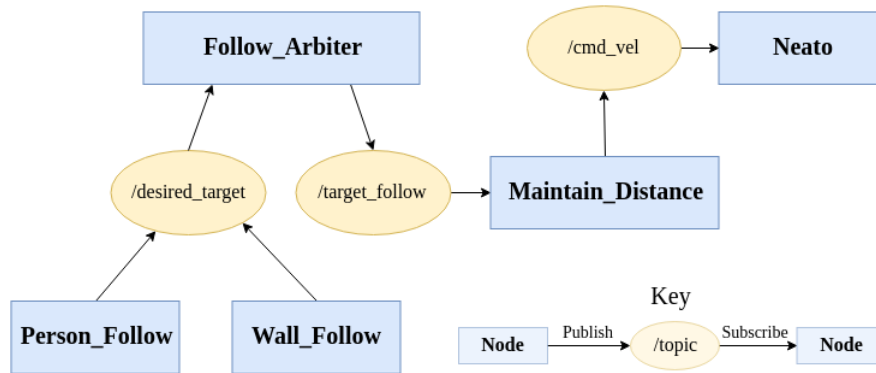 Follow_Arbiter
/cmd_vel
Neato
/desired_target
/target_follow
Maintain_Distance
Person_Follow
Wall_Follow
Key
Node
Publish
/topic
Subscribe
Node